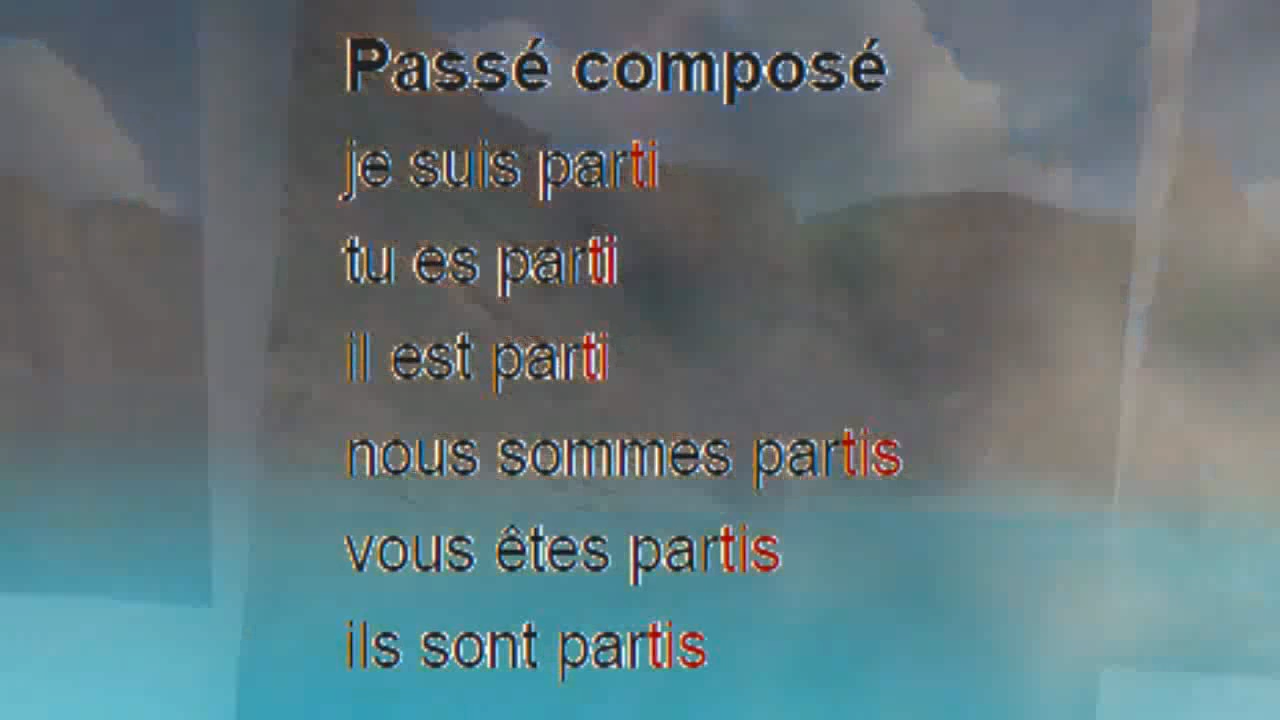 Passé composé
je suis parti
tu es parti
il est parti
nous sommes partis
vous êtes partis
ils sont partis